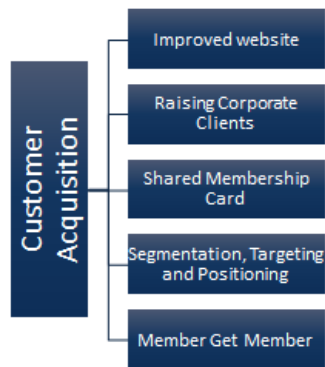 Customer
Acquisition
Improved website
Raising Corporate
Clients
Shared Membership
Card
Segmentation, Targeting
and Positioning
Member Get Member